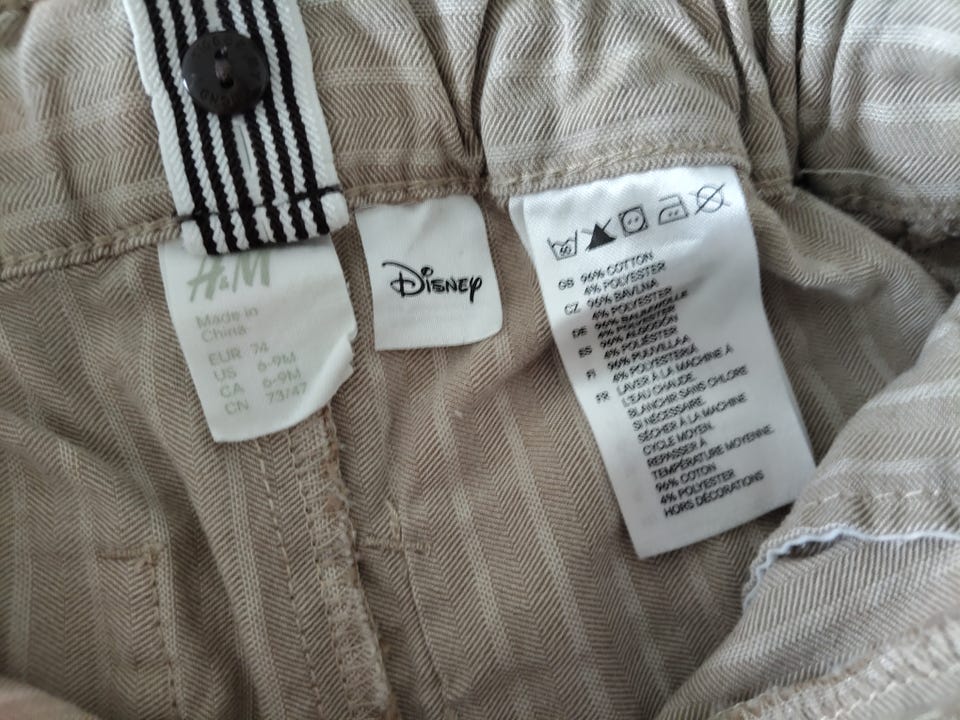 H&M
Made in
China
EUR 74
US 6-9M
CA 6-9M
CN 73/47
Disney
60
GB 96% COTTON
4% POLYESTER
CZ 96% BAVLNA
4% POLYESTER
DE 96% BAUMWOLLE
4% POLYESTER
ES 96% ALGODÓN
4% POLIÉSTER
FI 96% PUUVILLAA
4% POLYESTERIÄ
FR LAVER À LA MACHINE À
L'EAU CHAUDE.
BLANCHIR SANS CHLORE
SI NÉCESSAIRE.
SÉCHER À LA MACHINE
CYCLE MOYEN.
REPASSER À
TEMPÉRATURE MOYENNE.
96% COTON
4% POLYESTER
HORS DÉCORATIONS